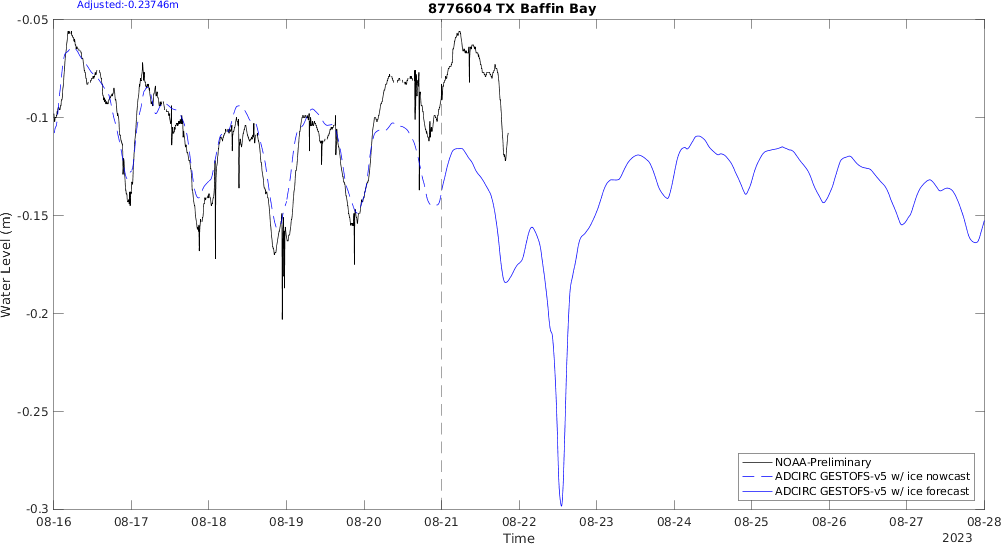 Adjusted:-0.23746m
8776604 TX Baffin Bay
-0.05
-0.1
-0.15
-0.2
-0.25
-0.3
Water Level (m)
NOAA-Preliminary
ADCIRC GESTOFS-v5 w/ ice nowcast
ADCIRC GESTOFS-v5 w/ ice forecast
08-16 08-17 08-18 08-19 08-20 08-21 08-22 08-23 08-24 08-25 08-26 08-27 08-28
Time
2023